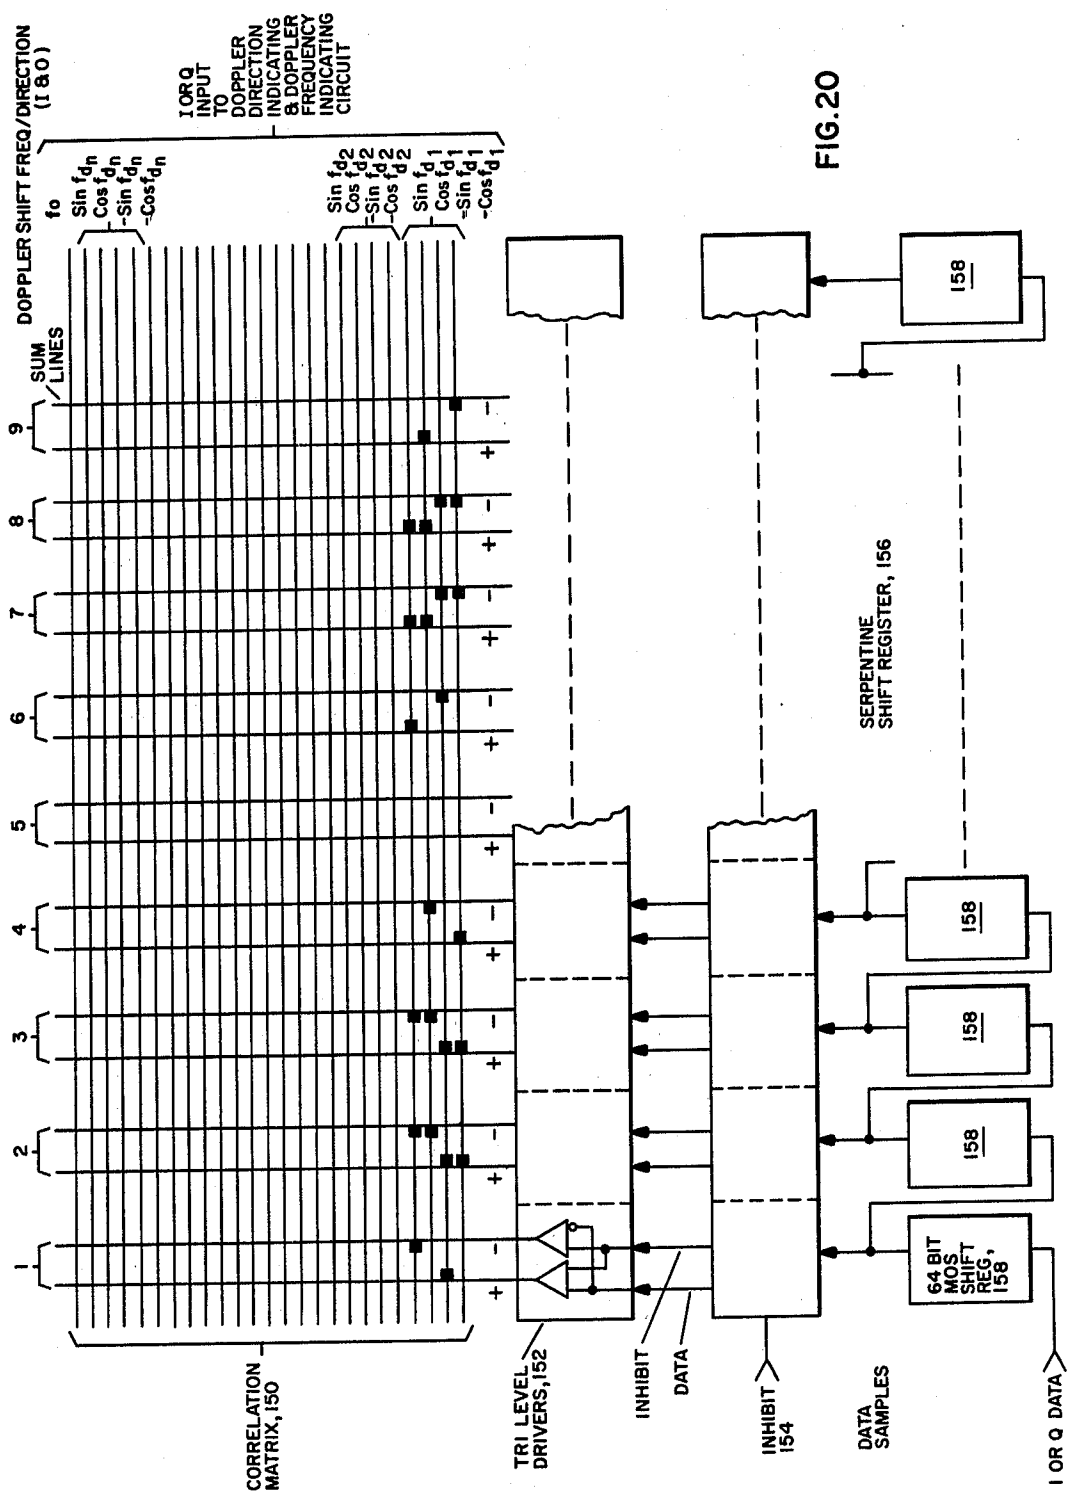 DOPPLER SHIFT FREQ/DIRECTION
(I & Q)
SUM
LINES
fo
Sin fdn
Cos fdn
-Sin fdn
-Cosfdn
I OR Q
INPUT
TO
DOPPLER
DIRECTION
INDICATING
& DOPPLER
FREQUENCY
INDICATING
CIRCUIT
Sin fd2
Cos fd2
-Sin fd2
-Cos fd2
Sin fd1
Cos fd1
-Sin fd1
-Cos fd1
1
2
3
4
5
6
7
8
9
CORRELATION
MATRIX, 150
+ -
+ -
+ -
+ -
+ -
+ -
+ -
+ -
+ -
TRI LEVEL
DRIVERS, 152
INHIBIT
DATA
INHIBIT
154
DATA
SAMPLES
64 BIT
MOS
SHIFT
REG,
158
158
158
158
158
SERPENTINE
SHIFT REGISTER, 156
I OR Q DATA
FIG. 20